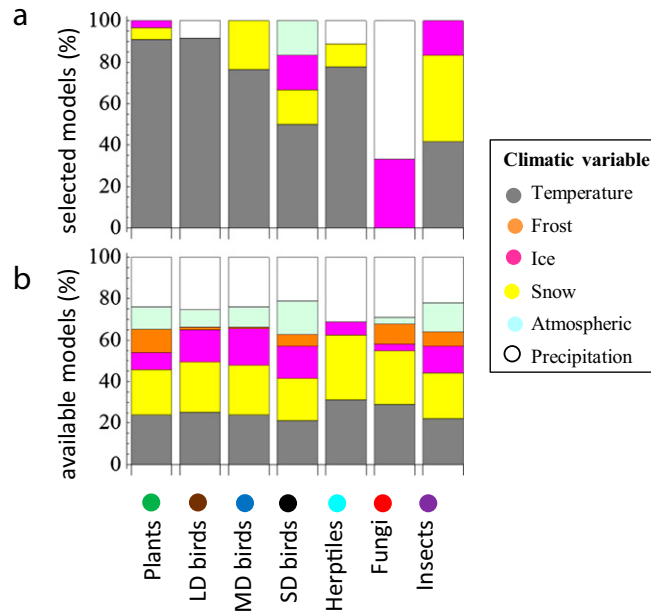 a
selected models (%)
100
80
60
40
20
0
b
available models (%)
100
80
60
40
20
0
Plants
LD birds
MD birds
SD birds
Herptiles
Fungi
Insects
Climatic variable
Temperature
Frost
Ice
Snow
Atmospheric
Precipitation